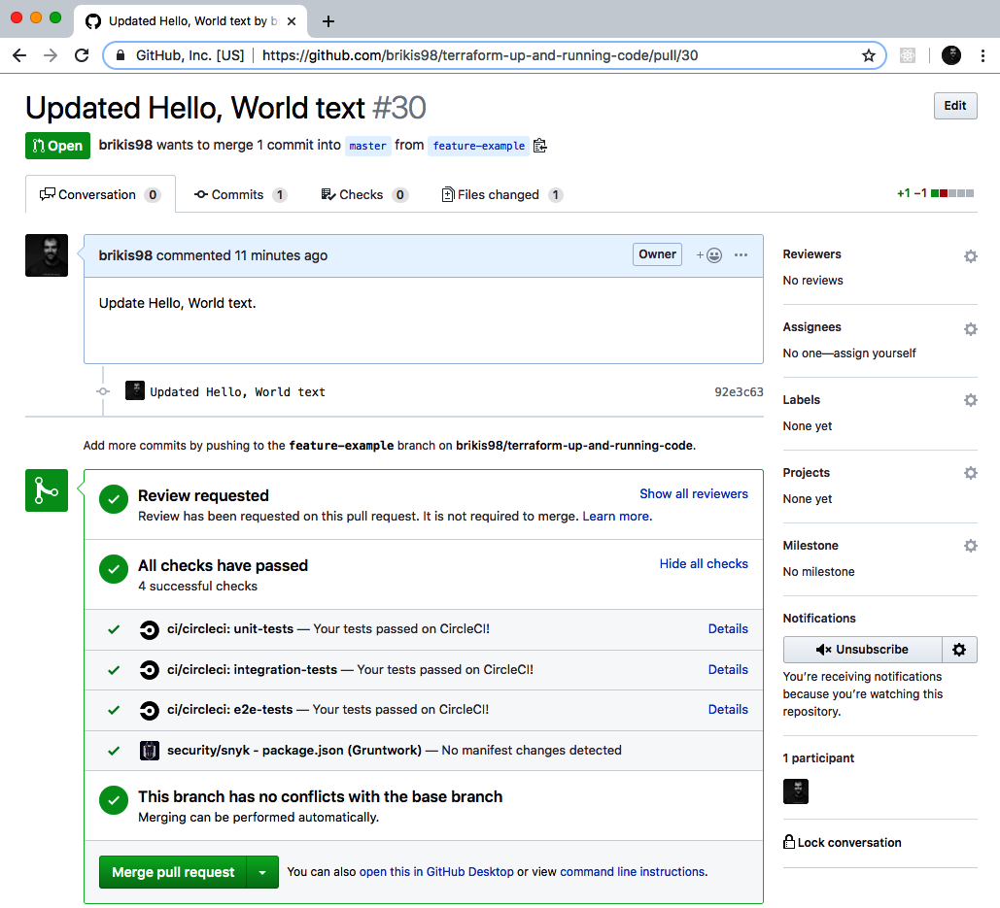 Updated Hello, World text by b
GitHub, Inc. [US] https://github.com/brikis98/terraform-up-and-running-code/pull/30
Updated Hello, World text #30
Edit
Open brikis98 wants to merge 1 commit into master from feature-example
Conversation 0 Commits 1 Checks 0 Files changed 1
+1 −1
brikis98 commented 11 minutes ago
Owner
Update Hello, World text.
Updated Hello, World text 92e3c63
Add more commits by pushing to the feature-example branch on brikis98/terraform-up-and-running-code.
Review requested
Show all reviewers
Review has been requested on this pull request. It is not required to merge. Learn more.
All checks have passed
Hide all checks
4 successful checks
ci/circleci: unit-tests — Your tests passed on CircleCI! Details
ci/circleci: integration-tests — Your tests passed on CircleCI! Details
ci/circleci: e2e-tests — Your tests passed on CircleCI! Details
security/snyk - package.json (Gruntwork) — No manifest changes detected
This branch has no conflicts with the base branch
Merging can be performed automatically.
Merge pull request
You can also open this in GitHub Desktop or view command line instructions.
Reviewers
No reviews
Assignees
No one—assign yourself
Labels
None yet
Projects
None yet
Milestone
No milestone
Notifications
Unsubscribe
You’re receiving notifications
because you’re watching this
repository.
1 participant
Lock conversation